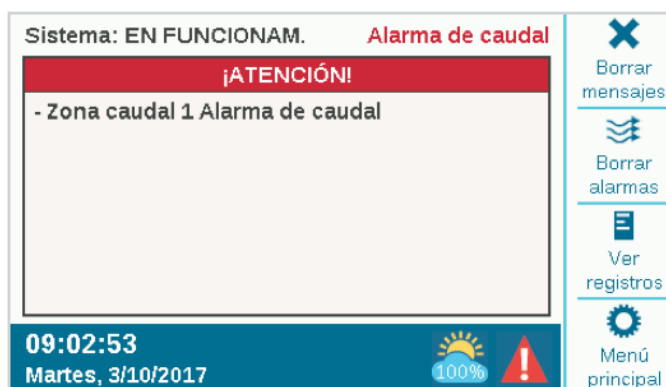 Sistema: EN FUNCIONAM.
Alarma de caudal
¡ATENCIÓN!
- Zona caudal 1 Alarma de caudal
Borrar
mensajes
Borrar
alarmas
Ver
registros
Menú
principal
09:02:53
Martes, 3/10/2017
100%